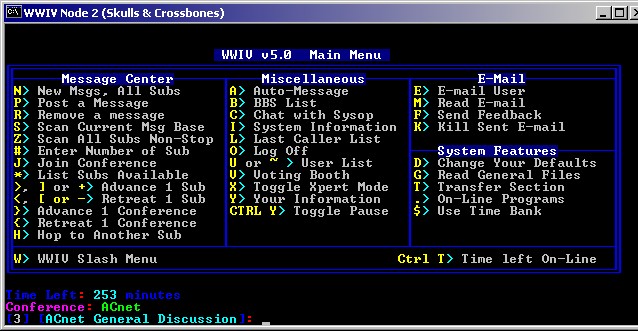 WWIV Node 2 (Skulls & Crossbones)
WWIV v5.0 Main Menu
Message Center
N> New Msgs, All Subs
P> Post a Message
R> Remove a message
S> Scan Current Msg Base
Z> Scan All Subs Non-Stop
#> Enter Number of Sub
J> Join Conference
*> List Subs Available
>, ] or +> Advance 1 Sub
<, [ or -> Retreat 1 Sub
}> Advance 1 Conference
{> Retreat 1 Conference
H> Hop to Another Sub
Miscellaneous
A> Auto-Message
B> BBS List
C> Chat with Sysop
I> System Information
L> Last Caller List
O> Log Off
U or ~ > User List
V> Voting Booth
X> Toggle Xpert Mode
Y> Your Information
CTRL Y> Toggle Pause
E-Mail
E> E-mail User
M> Read E-mail
F> Send Feedback
K> Kill Sent E-mail
System Features
D> Change Your Defaults
G> Read General Files
T> Transfer Section
.> On-Line Programs
$> Use Time Bank
W> WWIV Slash Menu
Ctrl T> Time left On-Line
Time Left: 253 minutes
Conference: ACnet
[3] [ACnet General Discussion]: _